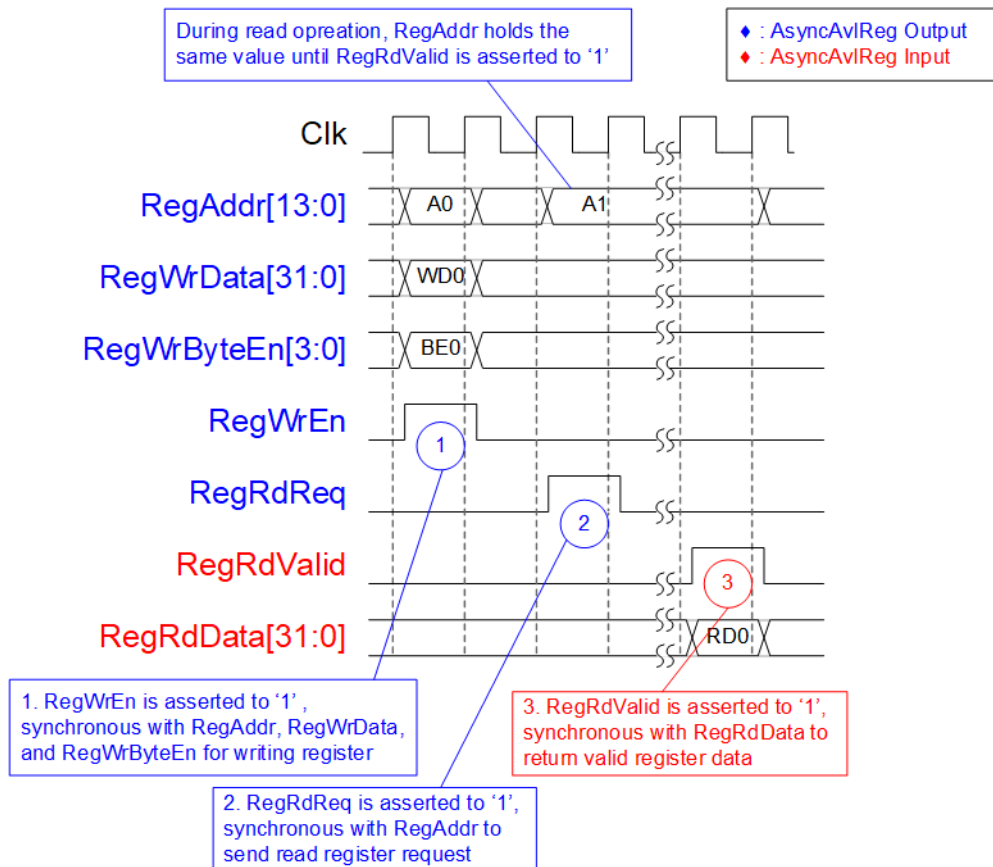 During read opreation, RegAddr holds the
same value until RegRdValid is asserted to ‘1’
♦ : AsyncAvlReg Output
♦ : AsyncAvlReg Input
Clk
RegAddr[13:0]
A0
A1
RegWrData[31:0]
WD0
RegWrByteEn[3:0]
BE0
RegWrEn
1
RegRdReq
2
RegRdValid
3
RegRdData[31:0]
RD0
1. RegWrEn is asserted to ‘1’ ,
synchronous with RegAddr, RegWrData,
and RegWrByteEn for writing register
3. RegRdValid is asserted to ‘1’,
synchronous with RegRdData to
return valid register data
2. RegRdReq is asserted to ‘1’,
synchronous with RegAddr to
send read register request